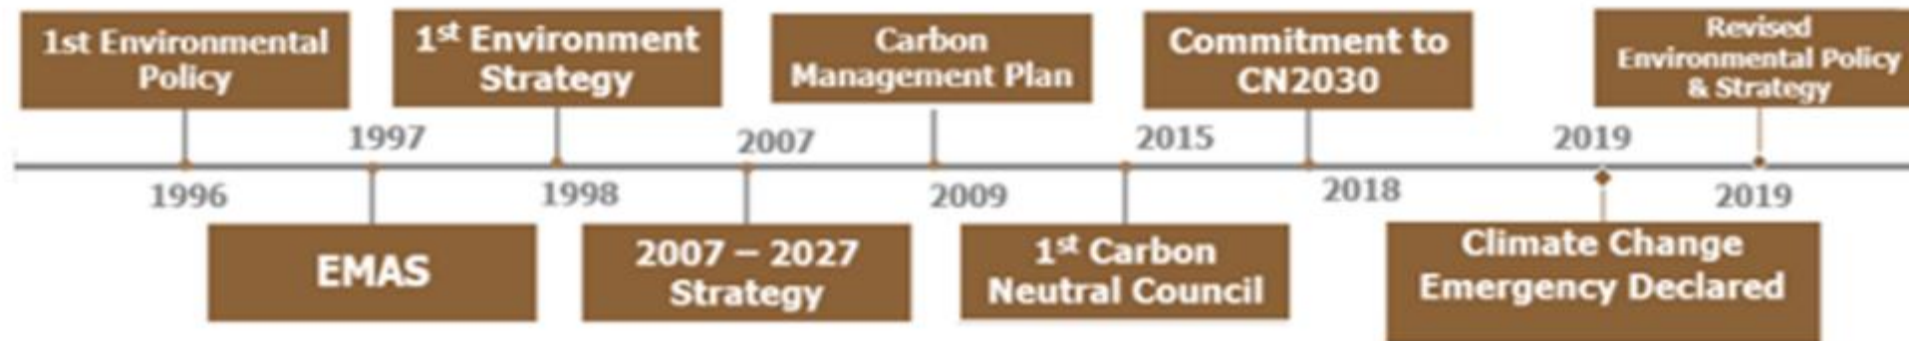 1st Environmental
Policy
1st Environment
Strategy
Carbon
Management Plan
Commitment to
CN2030
Revised
Environmental Policy
& Strategy
1997
2007
2015
2019
1996
1998
2009
2018
2019
EMAS
2007 – 2027
Strategy
1st Carbon
Neutral Council
Climate Change
Emergency Declared